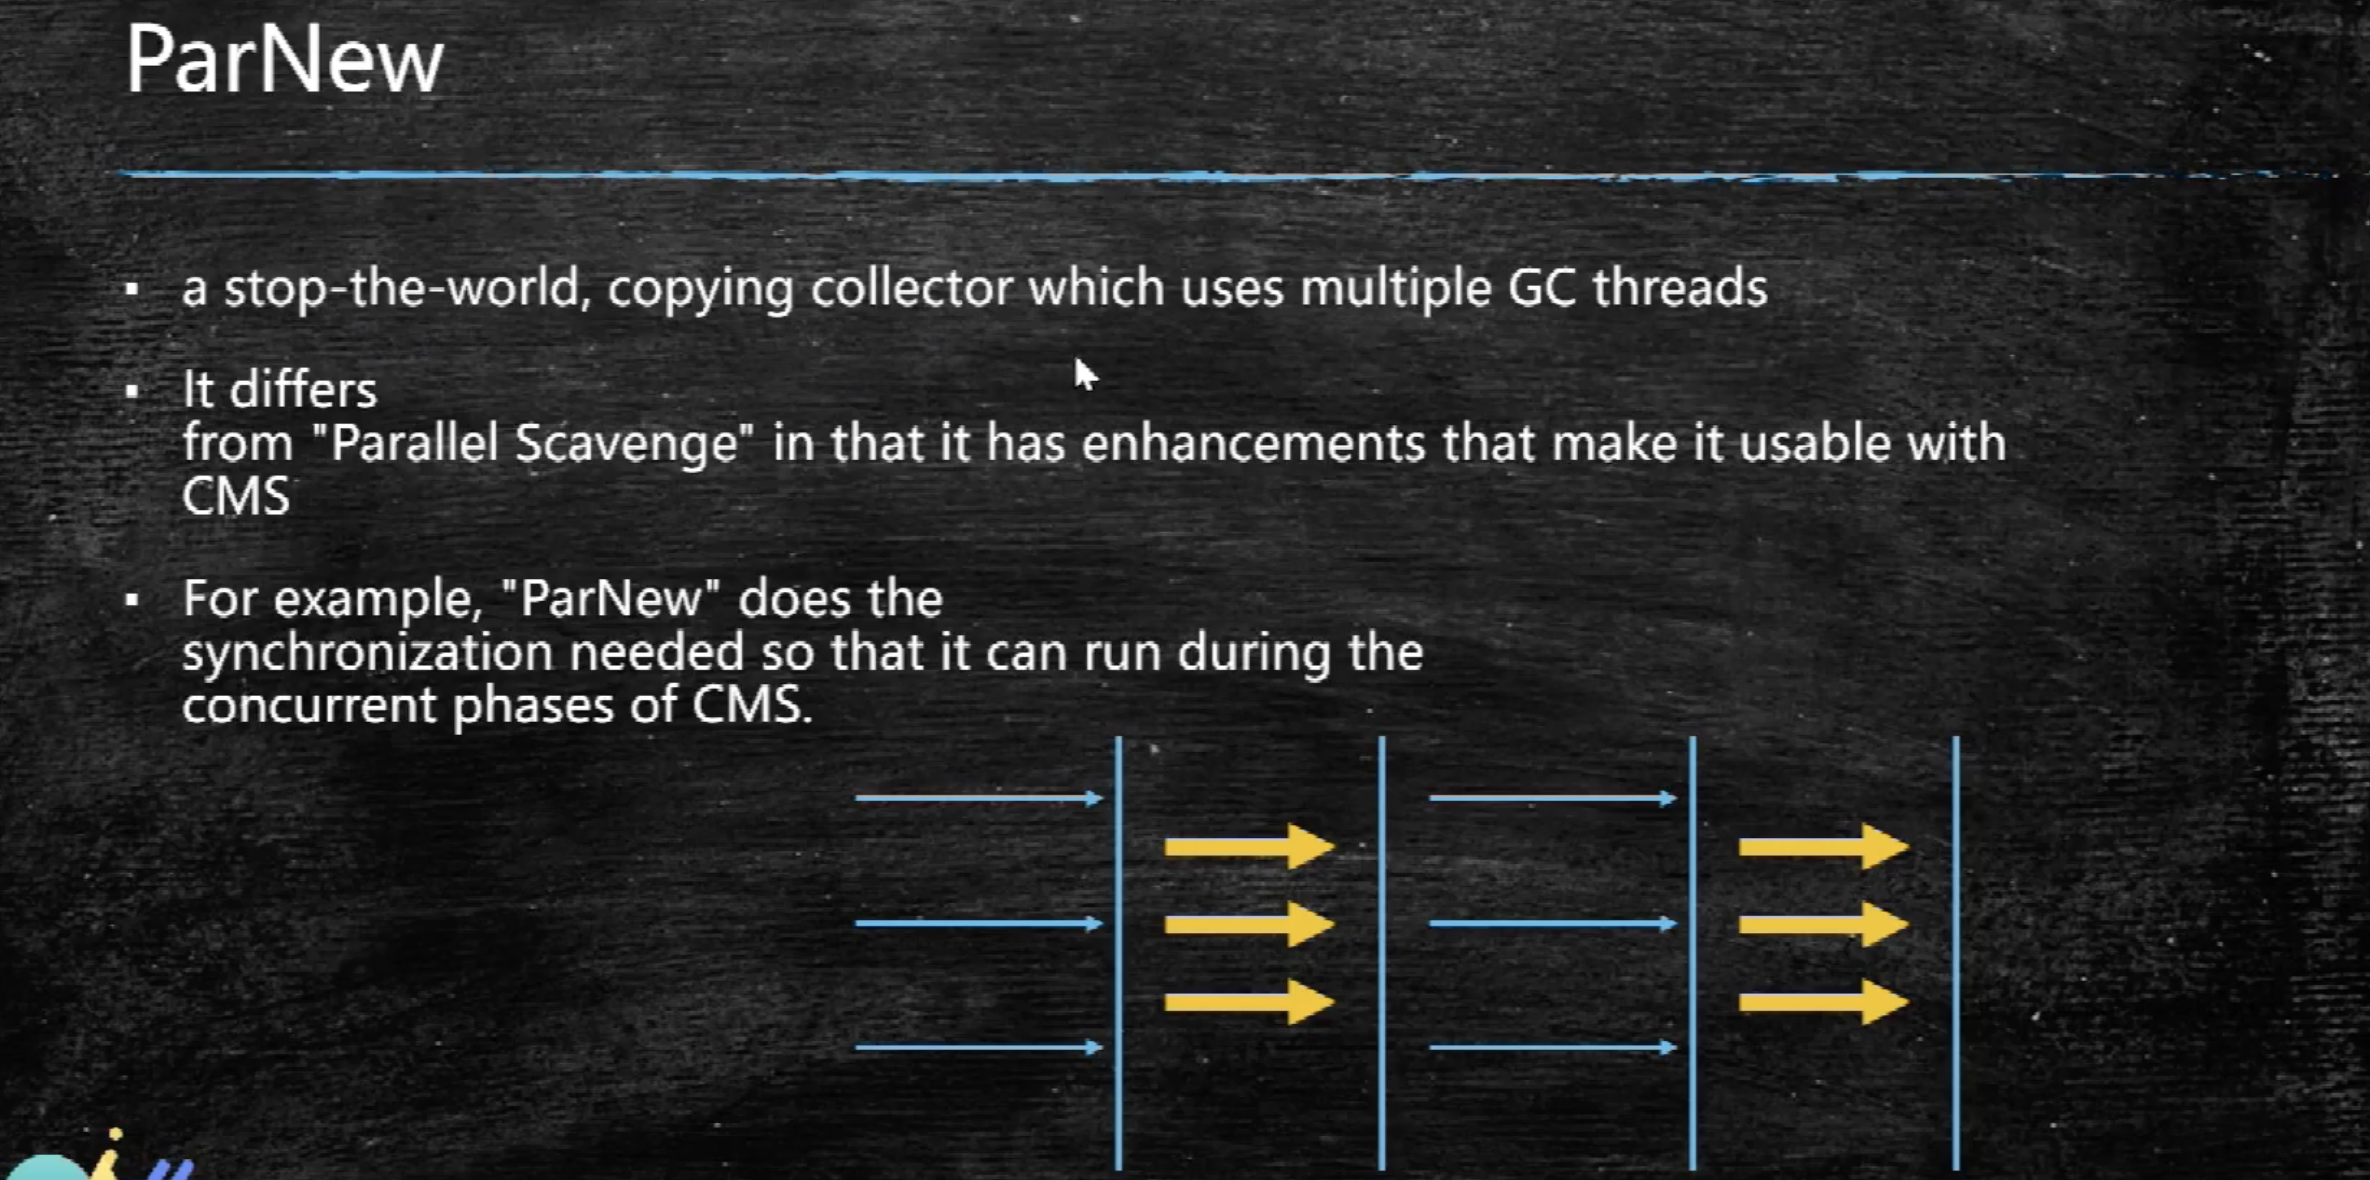 ParNew
▪ a stop-the-world, copying collector which uses multiple GC threads
▪ It differs
from "Parallel Scavenge" in that it has enhancements that make it usable with
CMS
▪ For example, "ParNew" does the
synchronization needed so that it can run during the
concurrent phases of CMS.